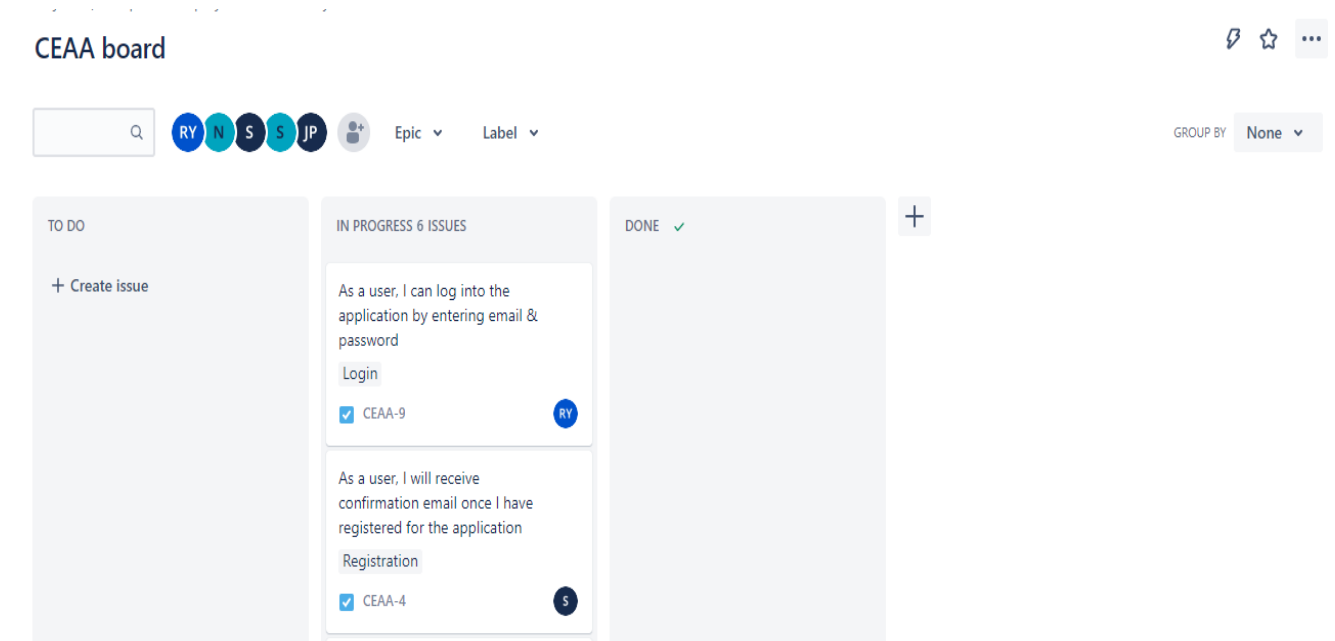 CEAA board
RY N S S JP
Epic
Label
GROUP BY None
TO DO
+ Create issue
IN PROGRESS 6 ISSUES
As a user, I can log into the
application by entering email &
password
Login
CEAA-9 RY
As a user, I will receive
confirmation email once I have
registered for the application
Registration
CEAA-4 S
DONE